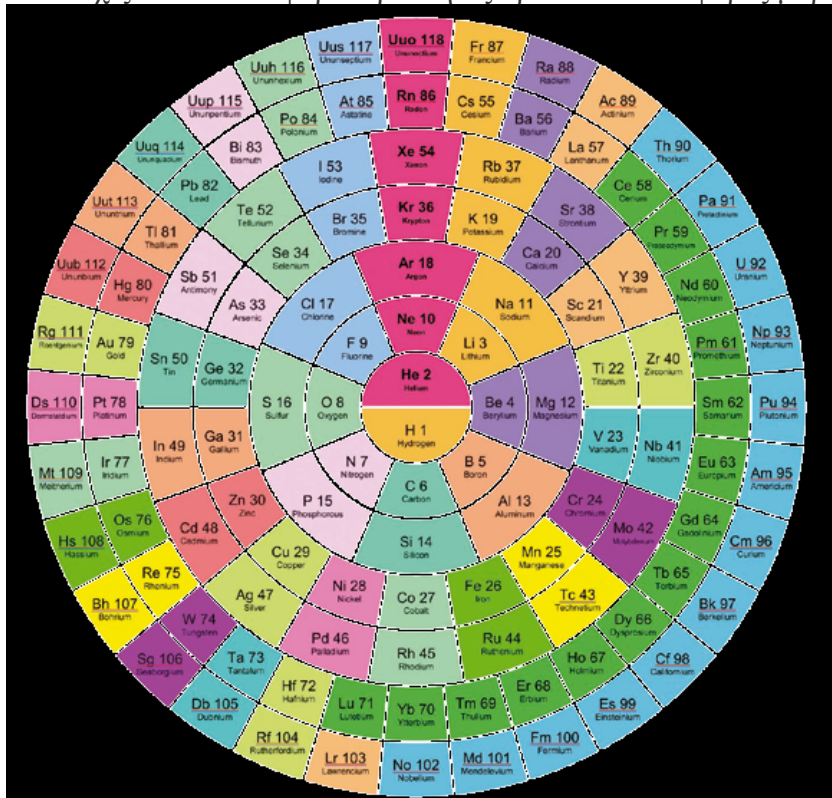 H 1
Hydrogen
He 2
Helium
Li 3
Lithium
Be 4
Berylium
B 5
Boron
C 6
Carbon
N 7
Nitrogen
O 8
Oxygen
F 9
Fluorine
Ne 10
Neon
Na 11
Sodium
Mg 12
Magnesium
Al 13
Aluminum
Si 14
Silicon
P 15
Phosphorous
S 16
Sulfur
Cl 17
Chlorine
Ar 18
Argon
K 19
Potassium
Ca 20
Calcium
Sc 21
Scandium
Ti 22
Titanium
V 23
Vanadium
Cr 24
Chromium
Mn 25
Manganese
Fe 26
Iron
Co 27
Cobalt
Ni 28
Nickel
Cu 29
Copper
Zn 30
Zinc
Ga 31
Gallium
Ge 32
Germanium
As 33
Arsenic
Se 34
Selenium
Br 35
Bromine
Kr 36
Krypton
Rb 37
Rubidium
Sr 38
Strontium
Y 39
Yttrium
Zr 40
Zirconium
Nb 41
Niobium
Mo 42
Molybdenum
Tc 43
Technetium
Ru 44
Ruthenium
Rh 45
Rhodium
Pd 46
Palladium
Ag 47
Silver
Cd 48
Cadmium
In 49
Indium
Sn 50
Tin
Sb 51
Antimony
Te 52
Tellurium
I 53
Iodine
Xe 54
Xenon
Cs 55
Cesium
Ba 56
Barium
La 57
Lanthanum
Ce 58
Cerium
Pr 59
Praseodymium
Nd 60
Neodymium
Pm 61
Promethium
Sm 62
Samarium
Eu 63
Europium
Gd 64
Gadolinium
Tb 65
Terbium
Dy 66
Dysprosium
Ho 67
Holmium
Er 68
Erbium
Tm 69
Thulium
Yb 70
Ytterbium
Lu 71
Lutetium
Hf 72
Hafnium
Ta 73
Tantalum
W 74
Tungsten
Re 75
Rhenium
Os 76
Osmium
Ir 77
Iridium
Pt 78
Platinum
Au 79
Gold
Hg 80
Mercury
Tl 81
Thallium
Pb 82
Lead
Bi 83
Bismuth
Po 84
Polonium
At 85
Astatine
Rn 86
Radon
Fr 87
Francium
Ra 88
Radium
Ac 89
Actinium
Th 90
Thorium
Pa 91
Protactinium
U 92
Uranium
Np 93
Neptunium
Pu 94
Plutonium
Am 95
Americium
Cm 96
Curium
Bk 97
Berkelium
Cf 98
Californium
Es 99
Einsteinium
Fm 100
Fermium
Md 101
Mendelevium
No 102
Nobelium
Lr 103
Lawrencium
Rf 104
Rutherfordium
Db 105
Dubnium
Sg 106
Seaborgium
Bh 107
Bohrium
Hs 108
Hassium
Mt 109
Meitnerium
Ds 110
Darmstadtium
Rg 111
Roentgenium
Uub 112
Ununbium
Uut 113
Ununtrium
Uuq 114
Ununquadium
Uup 115
Ununpentium
Uuh 116
Ununhexium
Uus 117
Ununseptium
Uuo 118
Ununoctium